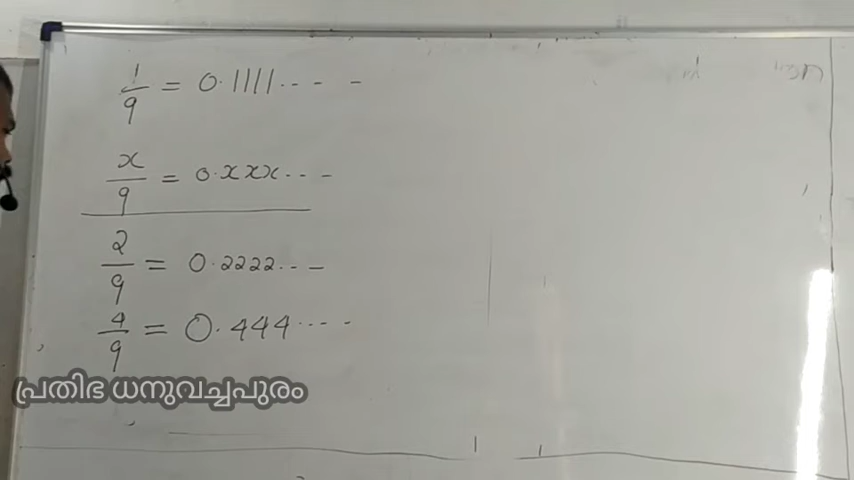 1/9 = 0.1111.. - - -
x/9 = 0.xxx.. - -
2/9 = 0.2222.. - -
4/9 = 0.444... - -
പ്രതിഭ ധനുവച്ചപുരം